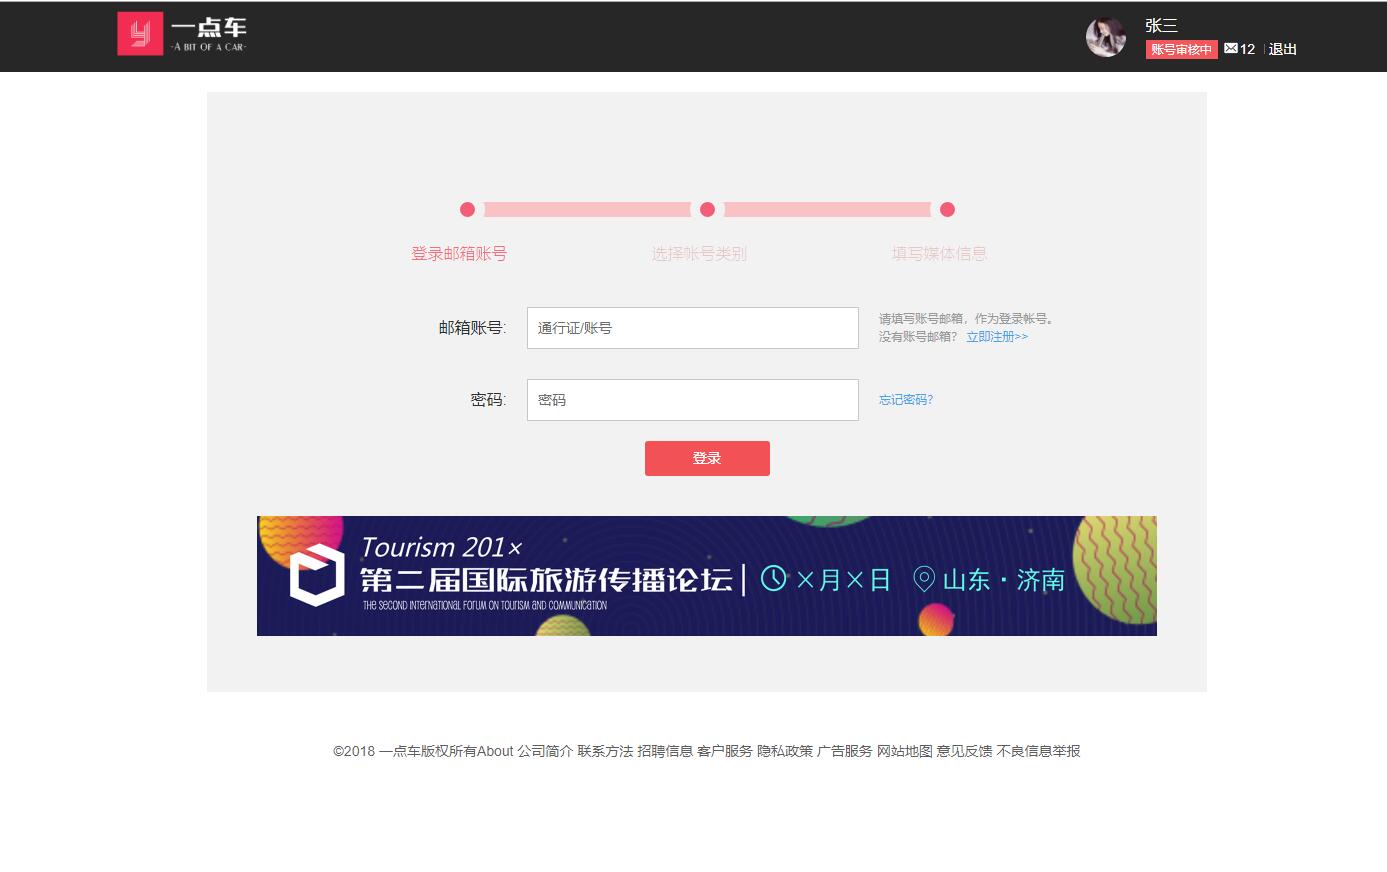 一点车
·A BIT OF A CAR·
张三
账号审核中 12 退出
登录邮箱账号 选择帐号类别 填写媒体信息
邮箱账号: 通行证/账号
请填写账号邮箱，作为登录帐号。
没有账号邮箱？ 立即注册>>
密码: 密码 忘记密码?
登录
Tourism 201×
第二届国际旅游传播论坛 ×月×日 山东·济南
THE SECOND INTERNATIONAL FORUM ON TOURISM AND COMMUNICATION
©2018 一点车版权所有About 公司简介 联系方法 招聘信息 客户服务 隐私政策 广告服务 网站地图 意见反馈 不良信息举报